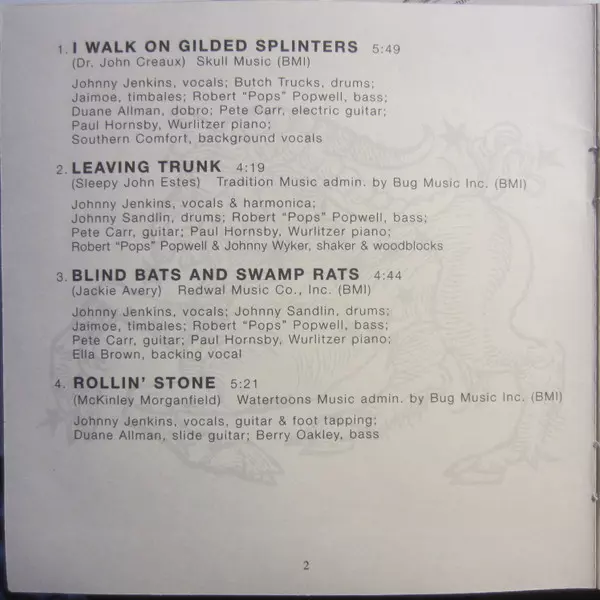 1. I WALK ON GILDED SPLINTERS 5:49
(Dr. John Creaux) Skull Music (BMI)
Johnny Jenkins, vocals; Butch Trucks, drums;
Jaimoe, timbales; Robert "Pops" Popwell, bass;
Duane Allman, dobro; Pete Carr, electric guitar;
Paul Hornsby, Wurlitzer piano;
Southern Comfort, background vocals
2. LEAVING TRUNK 4:19
(Sleepy John Estes) Tradition Music admin. by Bug Music Inc. (BMI)
Johnny Jenkins, vocals & harmonica;
Johnny Sandlin, drums; Robert "Pops" Popwell, bass;
Pete Carr, guitar; Paul Hornsby, Wurlitzer piano;
Robert "Pops" Popwell & Johnny Wyker, shaker & woodblocks
3. BLIND BATS AND SWAMP RATS 4:44
(Jackie Avery) Redwal Music Co., Inc. (BMI)
Johnny Jenkins, vocals; Johnny Sandlin, drums;
Jaimoe, timbales; Robert "Pops" Popwell, bass;
Pete Carr, guitar; Paul Hornsby, Wurlitzer piano;
Ella Brown, backing vocal
4. ROLLIN' STONE 5:21
(McKinley Morganfield) Watertoons Music admin. by Bug Music Inc. (BMI)
Johnny Jenkins, vocals, guitar & foot tapping;
Duane Allman, slide guitar; Berry Oakley, bass
2